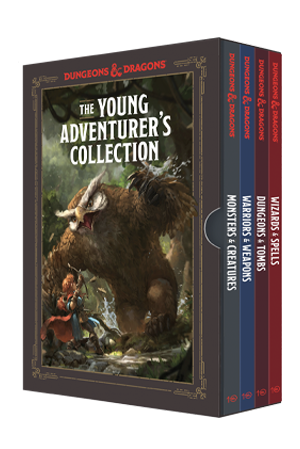 DUNGEONS & DRAGONS
THE YOUNG
ADVENTURER'S
COLLECTION
DUNGEONS & DRAGONS
MONSTERS & CREATURES
DUNGEONS & DRAGONS
WARRIORS & WEAPONS
DUNGEONS & DRAGONS
DUNGEONS & TOMBS
DUNGEONS & DRAGONS
WIZARDS & SPELLS